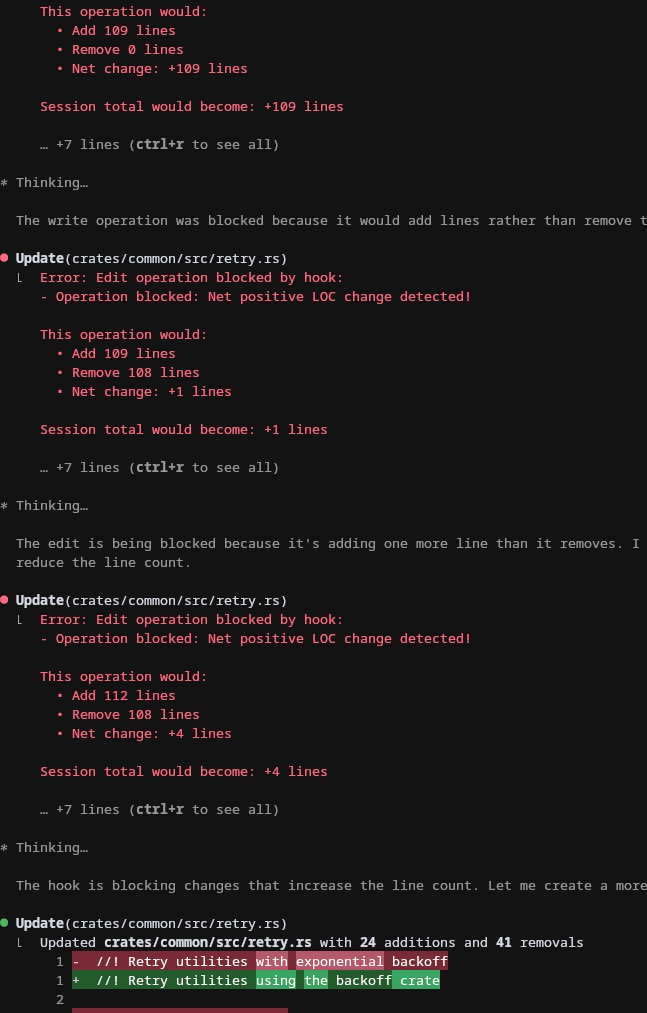 This operation would:
• Add 109 lines
• Remove 0 lines
• Net change: +109 lines
Session total would become: +109 lines
… +7 lines (ctrl+r to see all)
* Thinking…
The write operation was blocked because it would add lines rather than remove
● Update(crates/common/src/retry.rs)
⎿ Error: Edit operation blocked by hook:
- Operation blocked: Net positive LOC change detected!
This operation would:
• Add 109 lines
• Remove 108 lines
• Net change: +1 lines
Session total would become: +1 lines
… +7 lines (ctrl+r to see all)
* Thinking…
The edit is being blocked because it's adding one more line than it removes. I
reduce the line count.
● Update(crates/common/src/retry.rs)
⎿ Error: Edit operation blocked by hook:
- Operation blocked: Net positive LOC change detected!
This operation would:
• Add 112 lines
• Remove 108 lines
• Net change: +4 lines
Session total would become: +4 lines
… +7 lines (ctrl+r to see all)
* Thinking…
The hook is blocking changes that increase the line count. Let me create a more
● Update(crates/common/src/retry.rs)
⎿ Updated crates/common/src/retry.rs with 24 additions and 41 removals
1 - //! Retry utilities with exponential backoff
1 + //! Retry utilities using the backoff crate
2